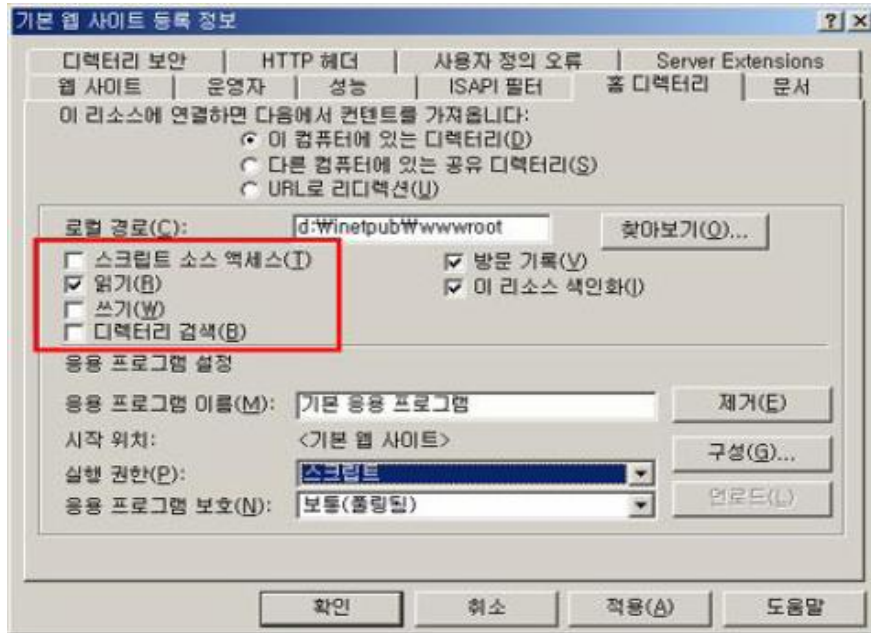 기본 웹 사이트 등록 정보
디렉터리 보안 HTTP 헤더 사용자 정의 오류 Server Extensions
웹 사이트 운영자 성능 ISAPI 필터 홈 디렉터리 문서
이 리소스에 연결하면 다음에서 컨텐트를 가져옵니다:
이 컴퓨터에 있는 디렉터리(D)
다른 컴퓨터에 있는 공유 디렉터리(S)
URL로 리디렉션(U)
로컬 경로(C): d:₩inetpub₩wwwroot 찾아보기(O)...
스크립트 소스 액세스(T) 방문 기록(V)
읽기(R) 이 리소스 색인화(I)
쓰기(W)
디렉터리 검색(B)
응용 프로그램 설정
응용 프로그램 이름(M): 기본 응용 프로그램 제거(E)
시작 위치: <기본 웹 사이트> 구성(G)...
실행 권한(P): 스크립트
응용 프로그램 보호(N): 보통(풀링됨) 언로드(L)
확인 취소 적용(A) 도움말